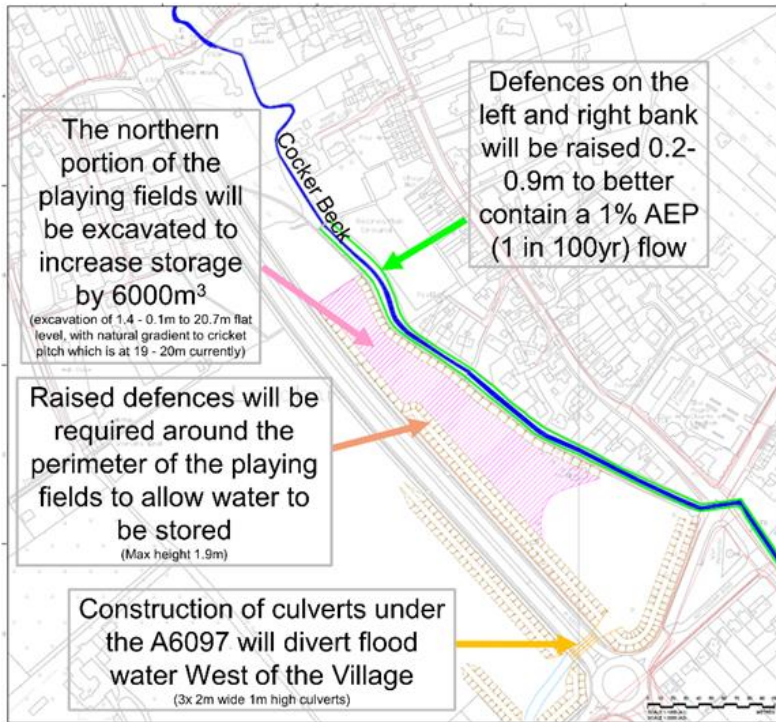 The northern
portion of the
playing fields will
be excavated to
increase storage
by 6000m³
(excavation of 1.4 - 0.1m to 20.7m flat
level, with natural gradient to cricket
pitch which is at 19 - 20m currently)
Cocker Beck
Defences on the
left and right bank
will be raised 0.2-
0.9m to better
contain a 1% AEP
(1 in 100yr) flow
Raised defences will be
required around the
perimeter of the playing
fields to allow water to
be stored
(Max height 1.9m)
Construction of culverts under
the A6097 will divert flood
water West of the Village
(3x 2m wide 1m high culverts)